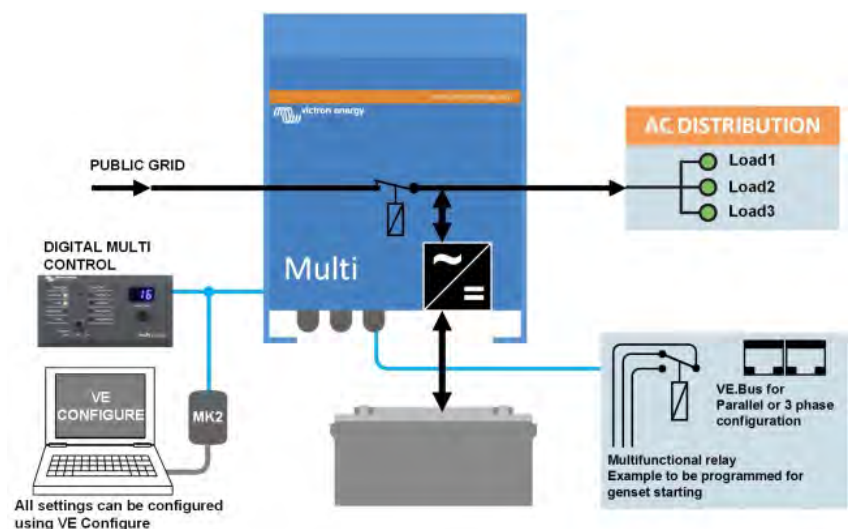 victron energy
AC DISTRIBUTION
PUBLIC GRID
Load1
Load2
Load3
DIGITAL MULTI
CONTROL
16
Multi
VE
CONFIGURE
MK2
VE.Bus for
Parallel or 3 phase
configuration
Multifunctional relay
Example to be programmed for
genset starting
All settings can be configured
using VE Configure